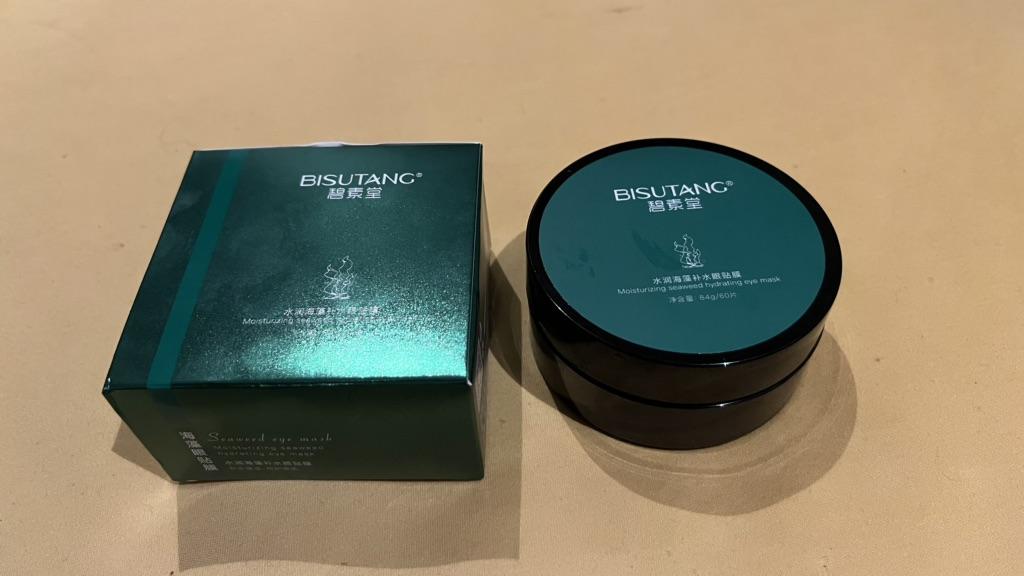 BISUTANG®
碧素堂
水润海藻补水眼贴膜
Moisturizing seaweed
海藻眼贴膜
Seaweed eye mask
Moisturizing seaweed
hydrating eye mask
水润海藻补水眼贴膜
BISUTANG®
碧素堂
水润海藻补水眼贴膜
Moisturizing seaweed hydrating eye mask
净含量: 84g/60片